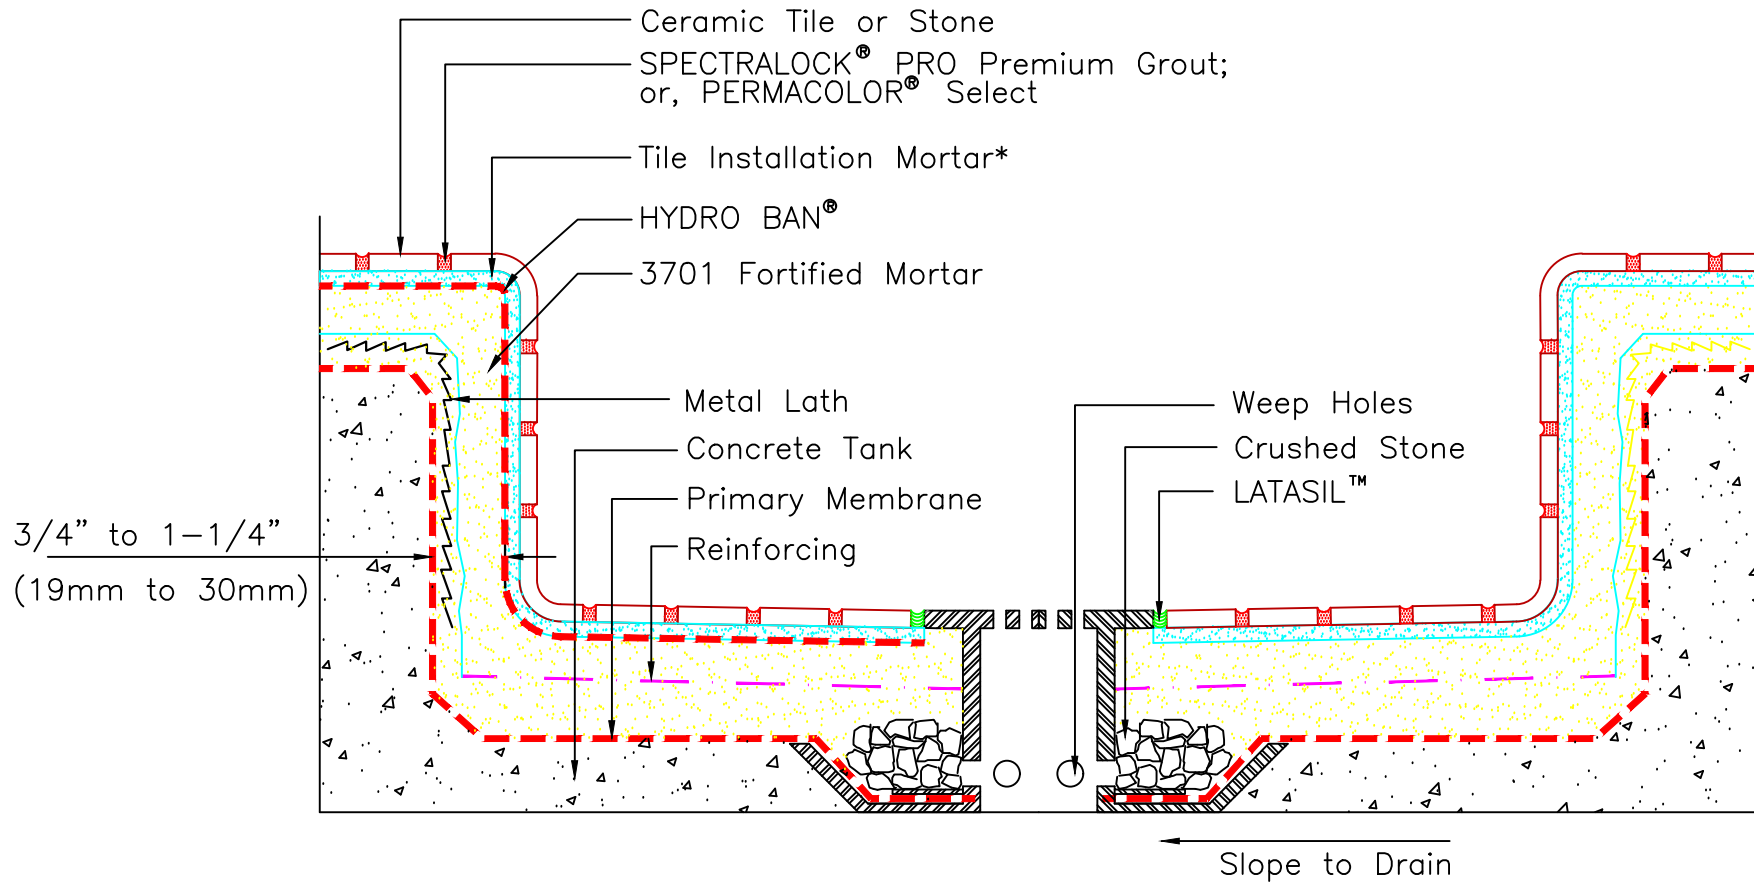 Ceramic Tile or Stone
SPECTRALOCK® PRO Premium Grout;
or, PERMACOLOR® Select
Tile Installation Mortar*
HYDRO BAN®
3701 Fortified Mortar
Metal Lath
Concrete Tank
Primary Membrane
Reinforcing
Weep Holes
Crushed Stone
LATASIL™
3/4” to 1-1/4”
(19mm to 30mm)
Slope to Drain